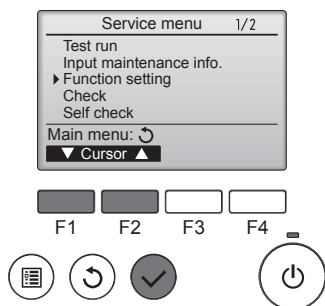 Service menu 1/2
Test run
Input maintenance info.
Function setting
Check
Self check
Main menu:
Cursor
F1 F2 F3 F4